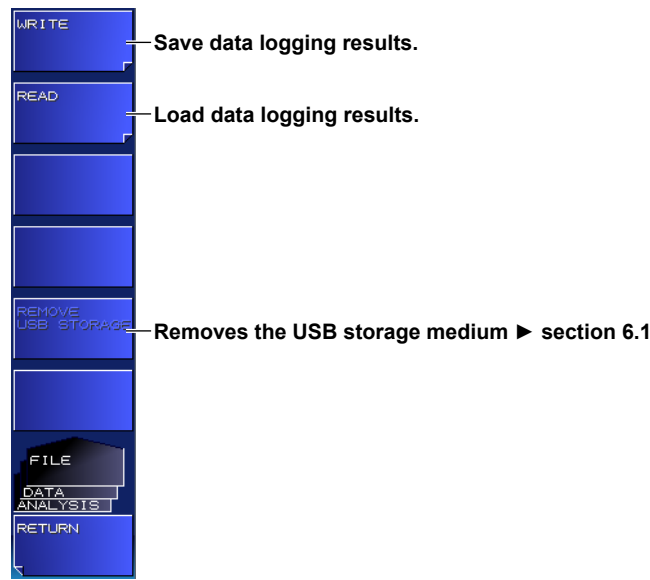 WRITE
Save data logging results.
READ
Load data logging results.
REMOVE
USB STORAGE
Removes the USB storage medium ► section 6.1
FILE
DATA
ANALYSIS
RETURN